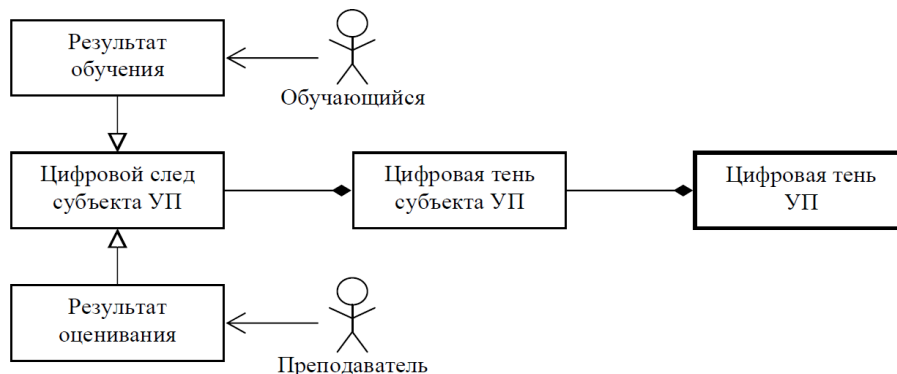 Результат
обучения
Обучающийся
Цифровой след
субъекта УП
Цифровая тень
субъекта УП
Цифровая тень
УП
Результат
оценивания
Преподаватель